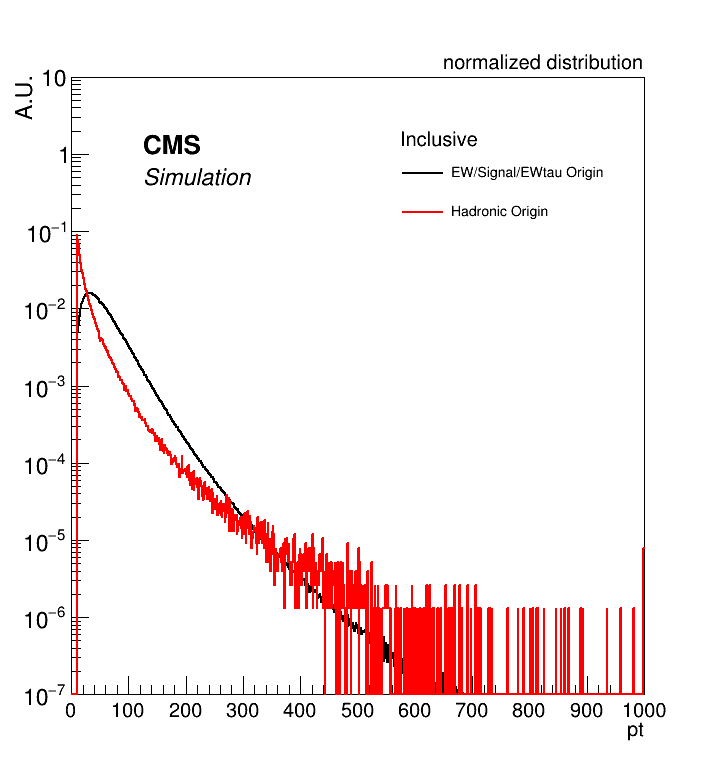 normalized distribution
A.U.
10
1
10⁻¹
10⁻²
10⁻³
10⁻⁴
10⁻⁵
10⁻⁶
10⁻⁷
CMS
Simulation
Inclusive
EW/Signal/EWtau Origin
Hadronic Origin
0 100 200 300 400 500 600 700 800 900 1000
pt